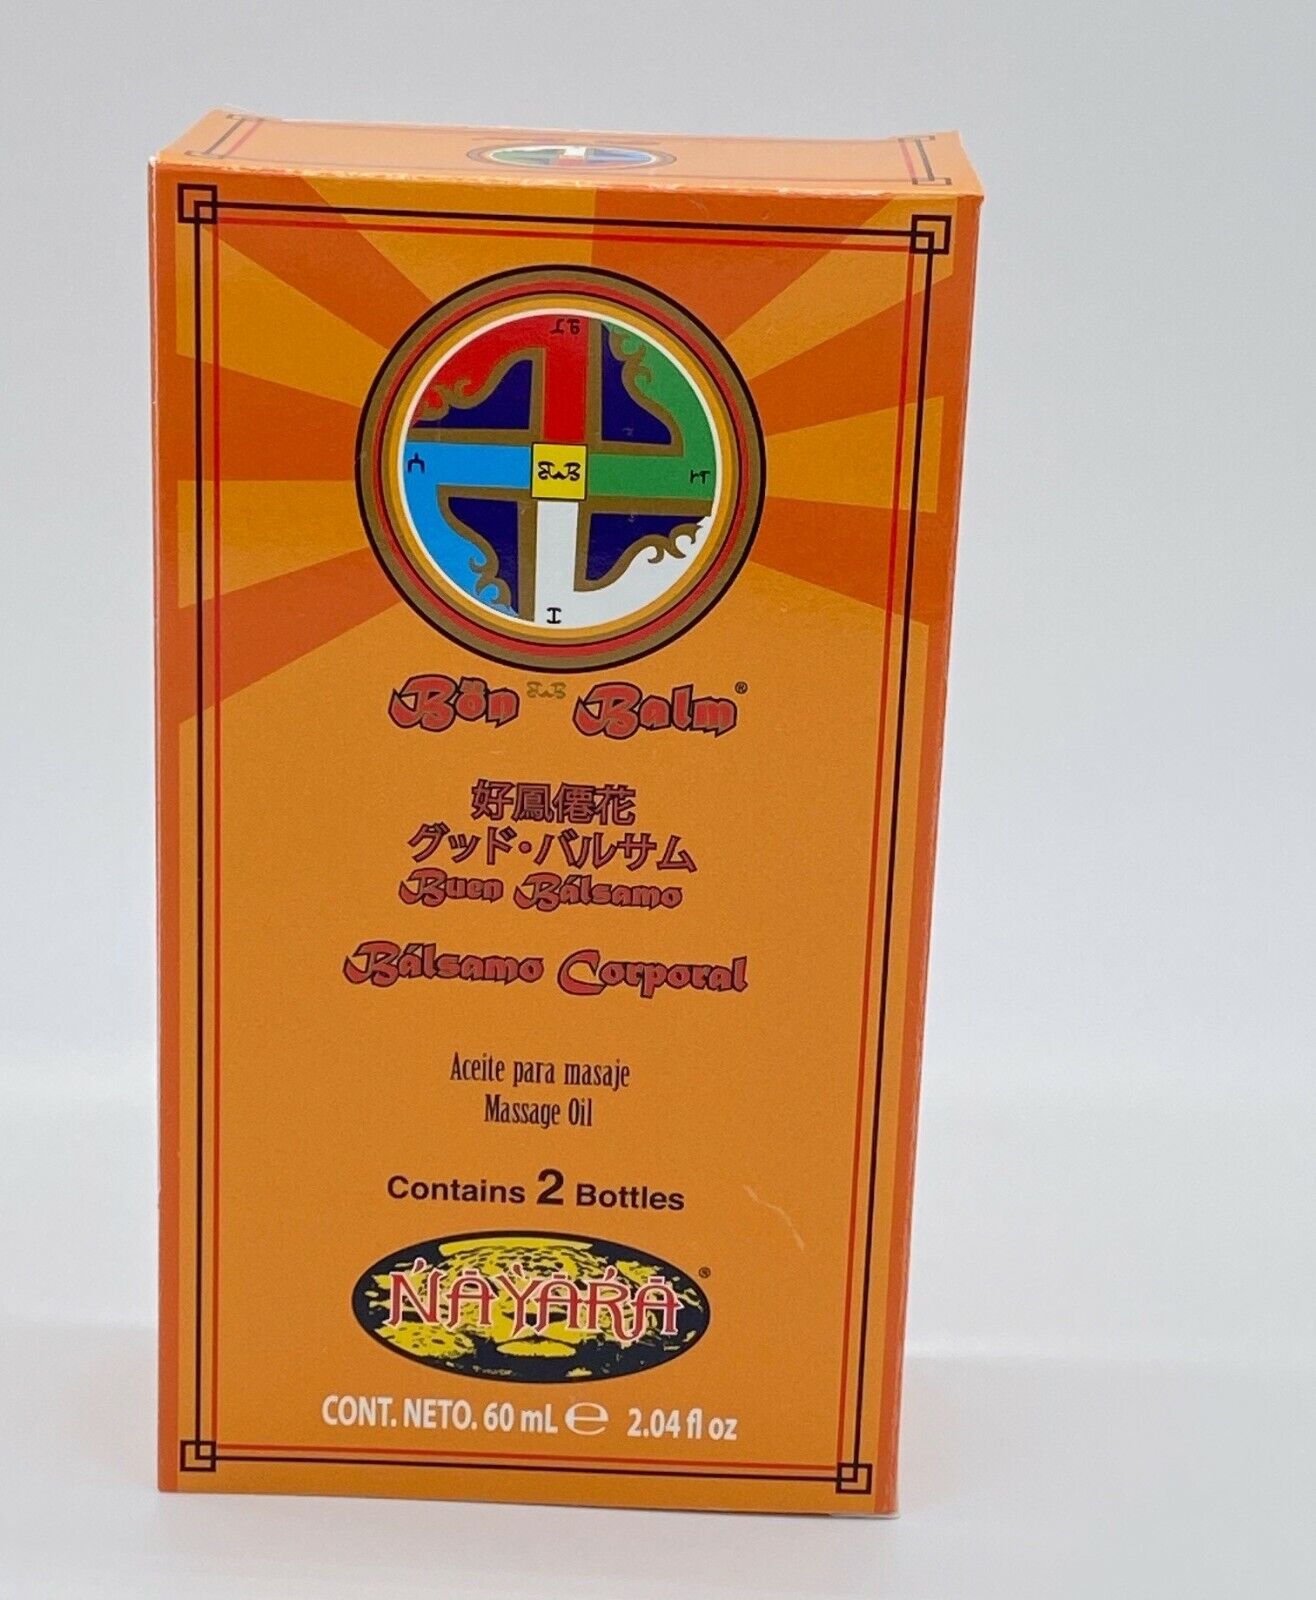 Bön Balm®
好鳳僊花
グッド・バルサム
Buen Bálsamo
Bálsamo Corporal
Aceite para masaje
Massage Oil
Contains 2 Bottles
NAYARA®
CONT. NETO. 60 mL ℮ 2.04 fl oz